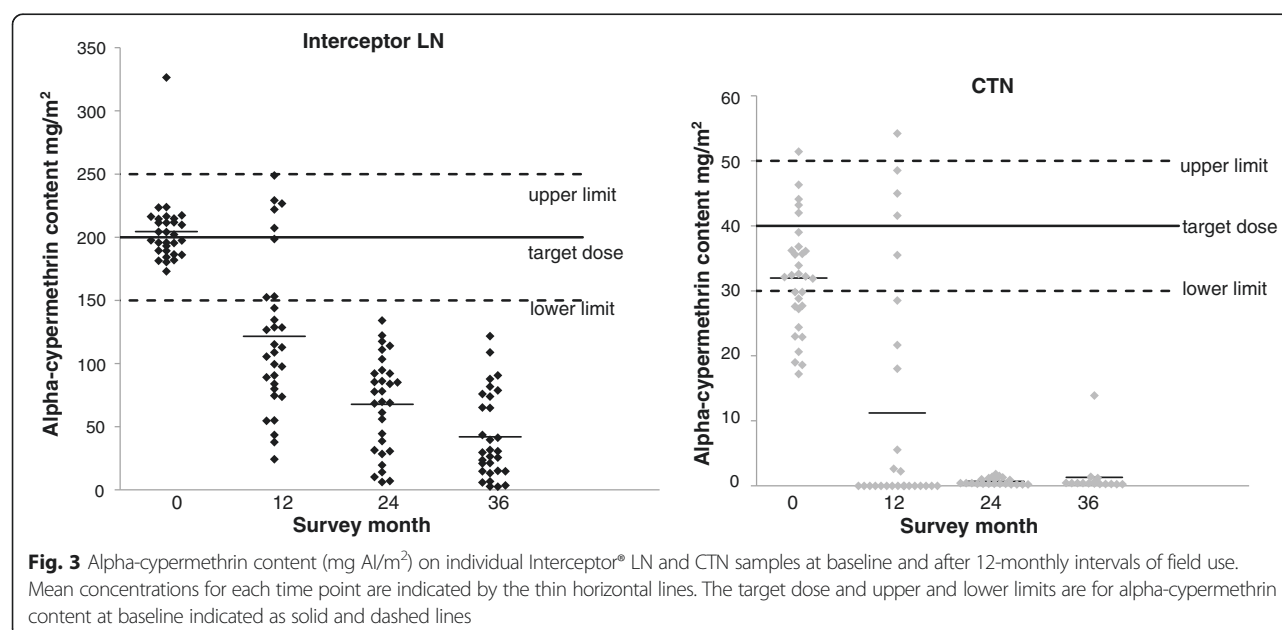 Interceptor LN
Alpha-cypermethrin content mg/m²
350
300
250
200
150
100
50
0
upper limit
target dose
lower limit
0 12 24 36
Survey month
CTN
Alpha-cypermethrin content mg/m²
60
50
40
30
20
10
0
upper limit
target dose
lower limit
0 12 24 36
Survey month
Fig. 3 Alpha-cypermethrin content (mg AI/m²) on individual Interceptor® LN and CTN samples at baseline and after 12-monthly intervals of field use.
Mean concentrations for each time point are indicated by the thin horizontal lines. The target dose and upper and lower limits are for alpha-cypermethrin
content at baseline indicated as solid and dashed lines